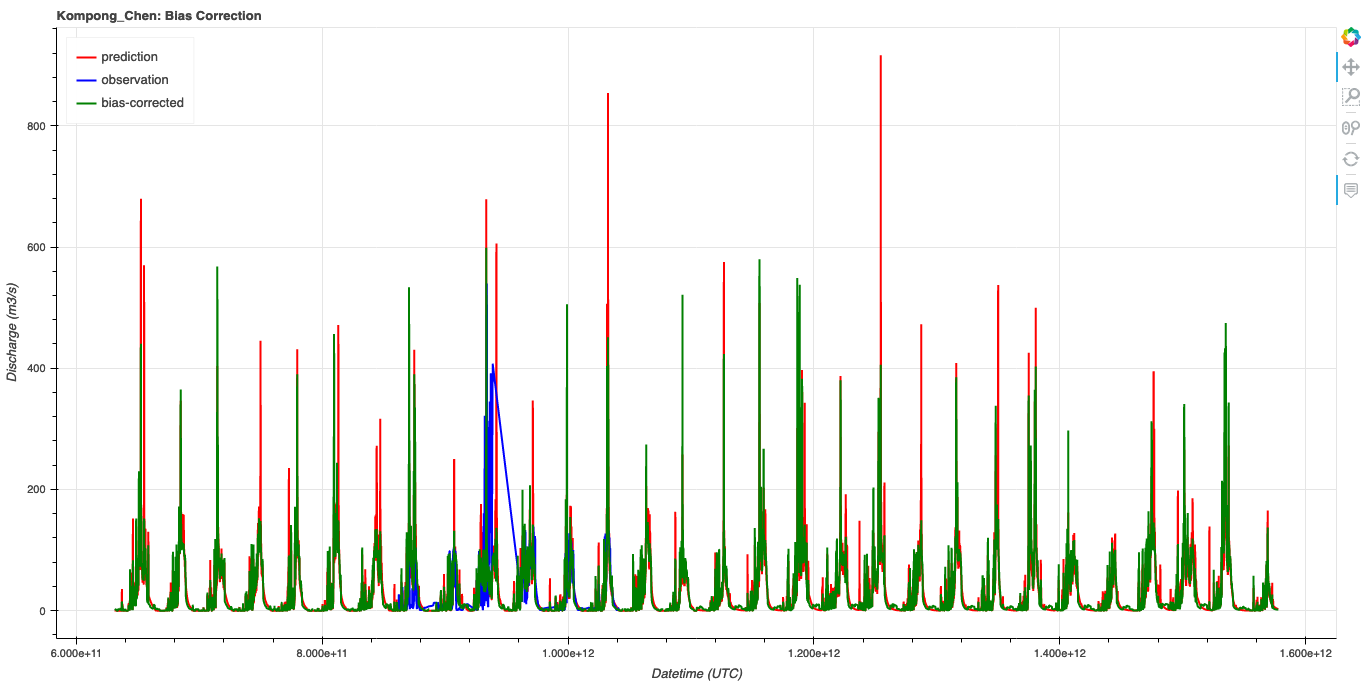 Kompong_Chen: Bias Correction
prediction
observation
bias-corrected
Discharge (m3/s)
800
600
400
200
0
6.000e+11 8.000e+11 1.000e+12 1.200e+12 1.400e+12 1.600e+12
Datetime (UTC)